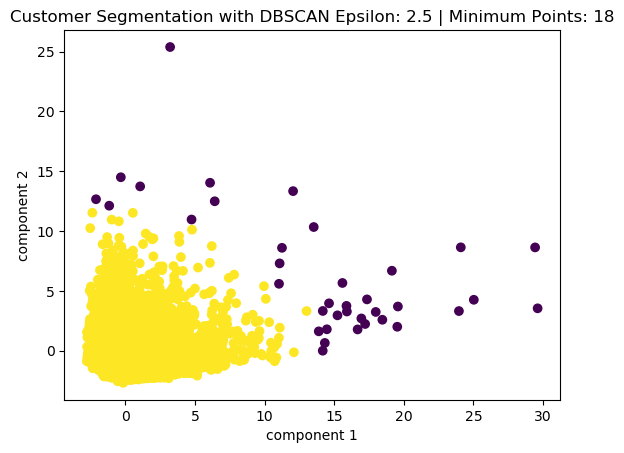 Customer Segmentation with DBSCAN Epsilon: 2.5 | Minimum Points: 18
25
20
15
10
5
0
component 2
0 5 10 15 20 25 30
component 1